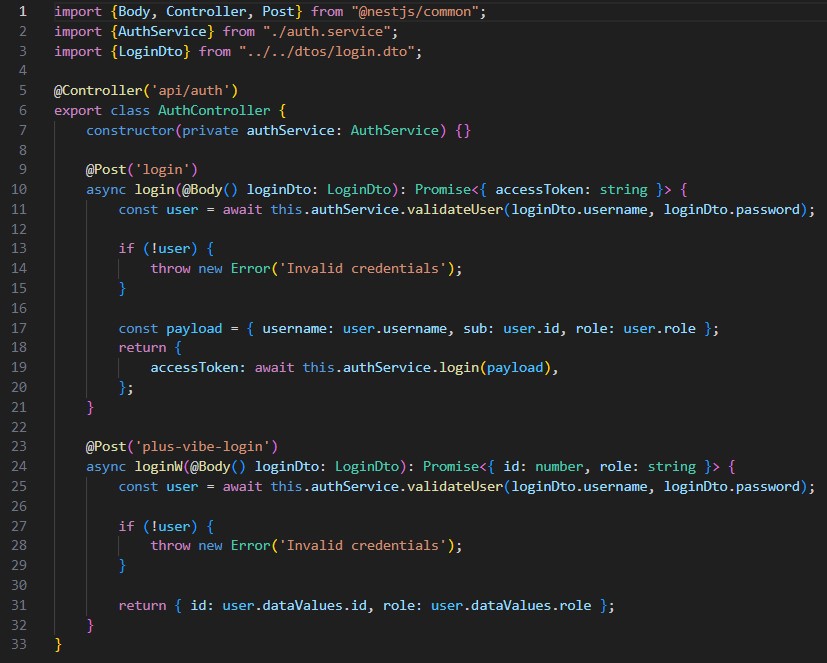 1 import {Body, Controller, Post} from "@nestjs/common";
2 import {AuthService} from "./auth.service";
3 import {LoginDto} from "../../dtos/login.dto";
4
5 @Controller('api/auth')
6 export class AuthController {
7     constructor(private authService: AuthService) {}
8
9     @Post('login')
10     async login(@Body() loginDto: LoginDto): Promise<{ accessToken: string }> {
11         const user = await this.authService.validateUser(loginDto.username, loginDto.password);
12
13         if (!user) {
14             throw new Error('Invalid credentials');
15         }
16
17         const payload = { username: user.username, sub: user.id, role: user.role };
18         return {
19             accessToken: await this.authService.login(payload),
20         };
21     }
22
23     @Post('plus-vibe-login')
24     async loginW(@Body() loginDto: LoginDto): Promise<{ id: number, role: string }> {
25         const user = await this.authService.validateUser(loginDto.username, loginDto.password);
26
27         if (!user) {
28             throw new Error('Invalid credentials');
29         }
30
31         return { id: user.dataValues.id, role: user.dataValues.role };
32     }
33 }